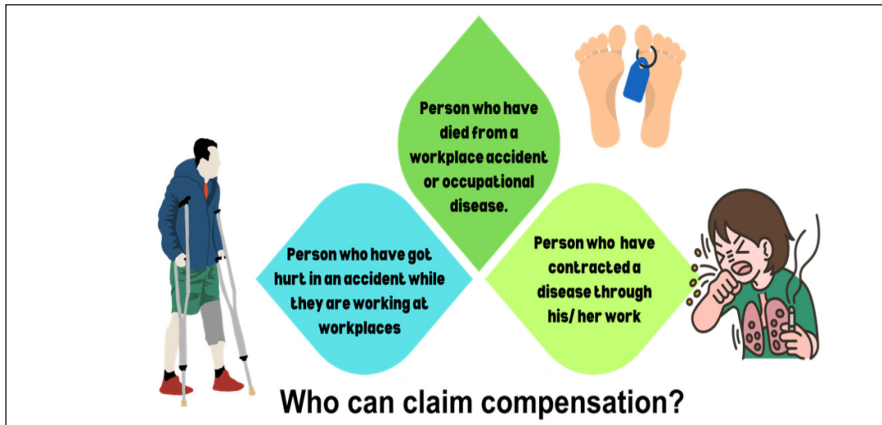 Person who have
died from a
workplace accident
or occupational
disease.
Person who have got
hurt in an accident while
they are working at
workplaces
Person who have
contracted a
disease through
his/ her work
Who can claim compensation?